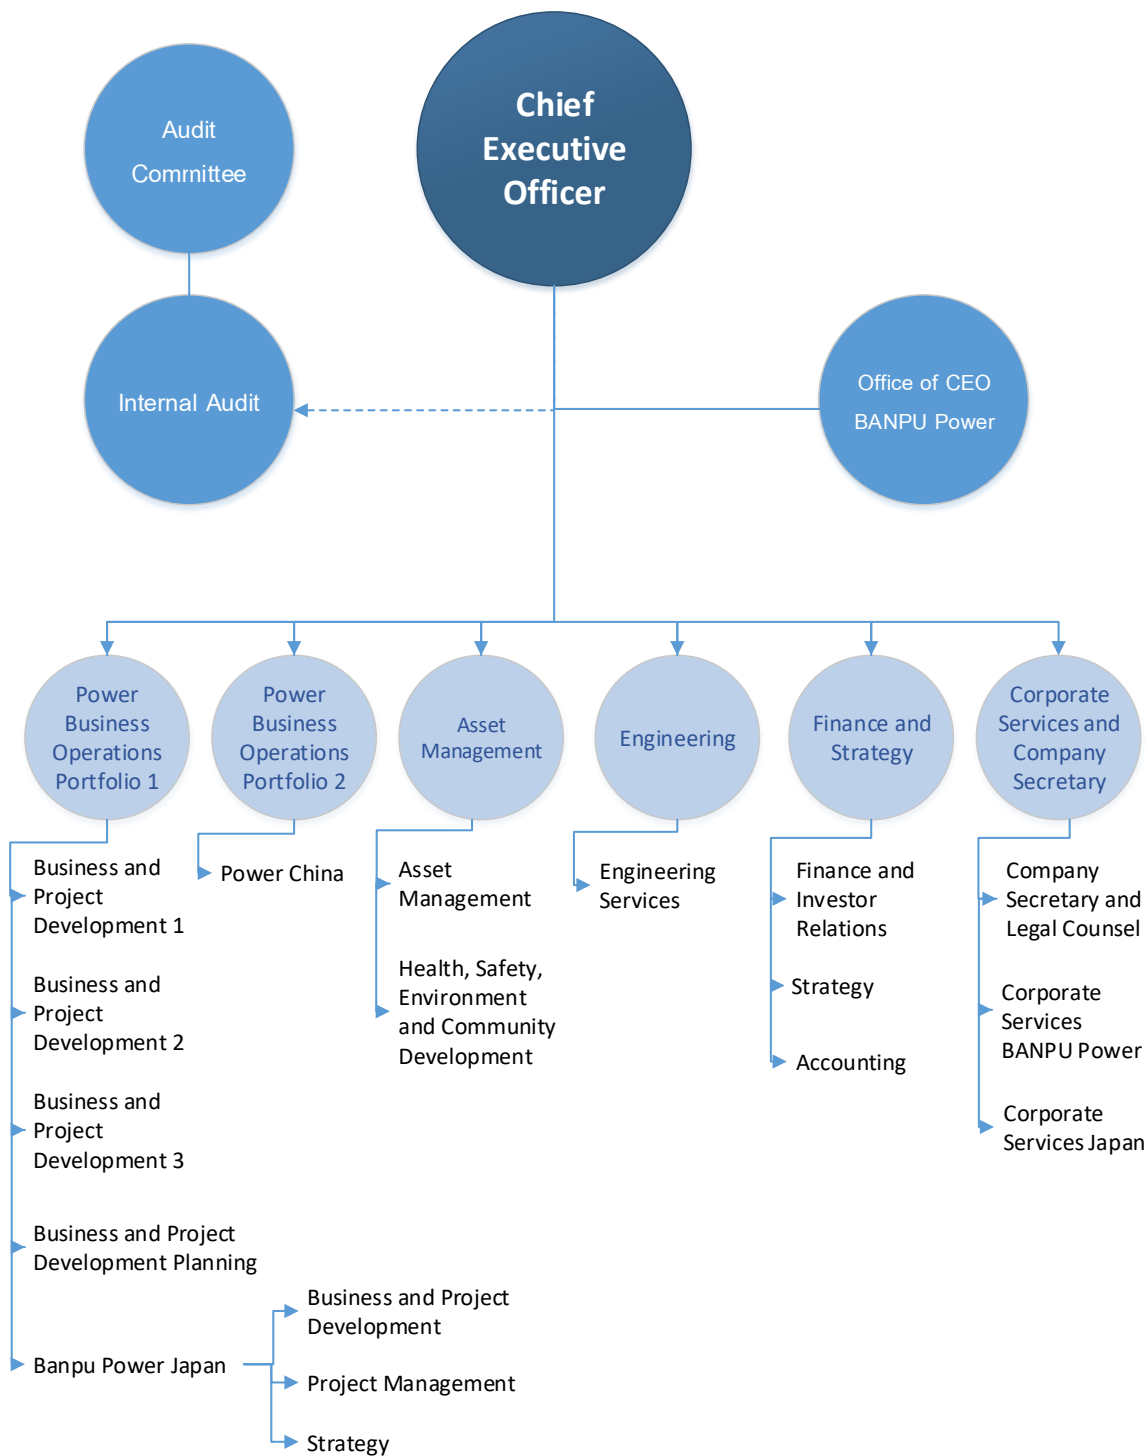 Chief
Executive
Officer
Audit
Committee
Internal Audit
Office of CEO
BANPU Power
Power
Business
Operations
Portfolio 1
Power
Business
Operations
Portfolio 2
Asset
Management
Engineering
Finance and
Strategy
Corporate
Services and
Company
Secretary
Business and
Project
Development 1
Business and
Project
Development 2
Business and
Project
Development 3
Business and Project
Development Planning
Banpu Power Japan
Business and Project
Development
Project Management
Strategy
Power China
Asset
Management
Health, Safety,
Environment
and Community
Development
Engineering
Services
Finance and
Investor
Relations
Strategy
Accounting
Company
Secretary and
Legal Counsel
Corporate
Services
BANPU Power
Corporate
Services Japan